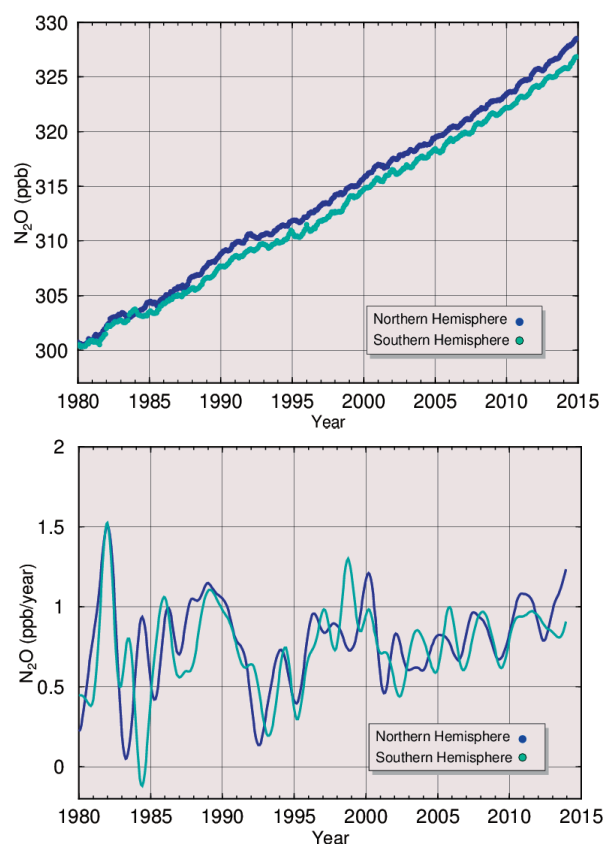 330
325
320
315
310
305
300
N₂O (ppb)
Northern Hemisphere
Southern Hemisphere
1980 1985 1990 1995 2000 2005 2010 2015
Year
2
1.5
1
0.5
0
N₂O (ppb/year)
Northern Hemisphere
Southern Hemisphere
1980 1985 1990 1995 2000 2005 2010 2015
Year